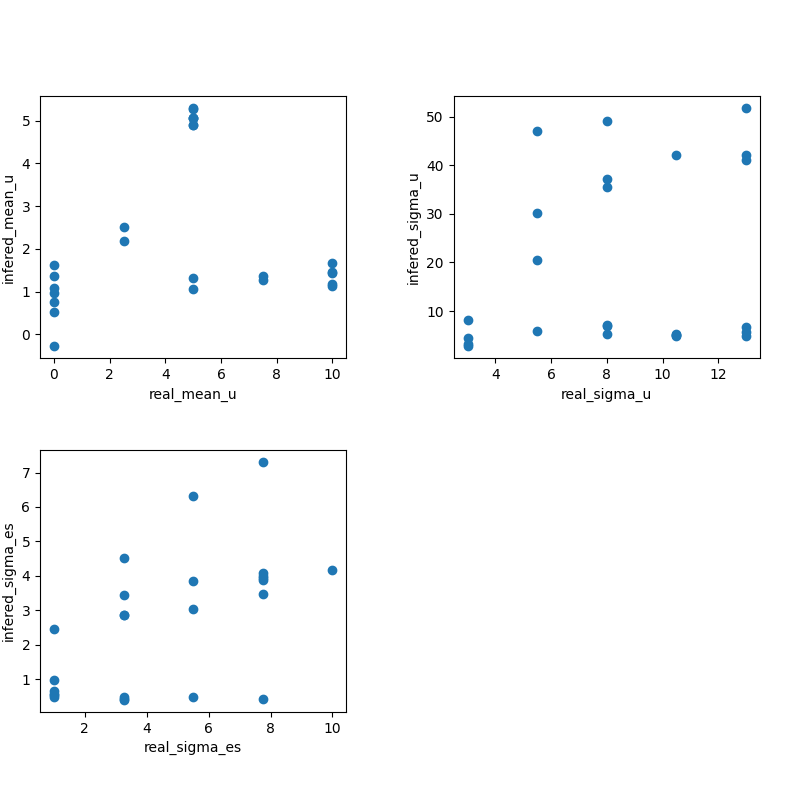 5
4
3
2
1
0
infered_mean_u
0 2 4 6 8 10
real_mean_u
50
40
30
20
10
infered_sigma_u
4 6 8 10 12
real_sigma_u
7
6
5
4
3
2
1
infered_sigma_es
2 4 6 8 10
real_sigma_es